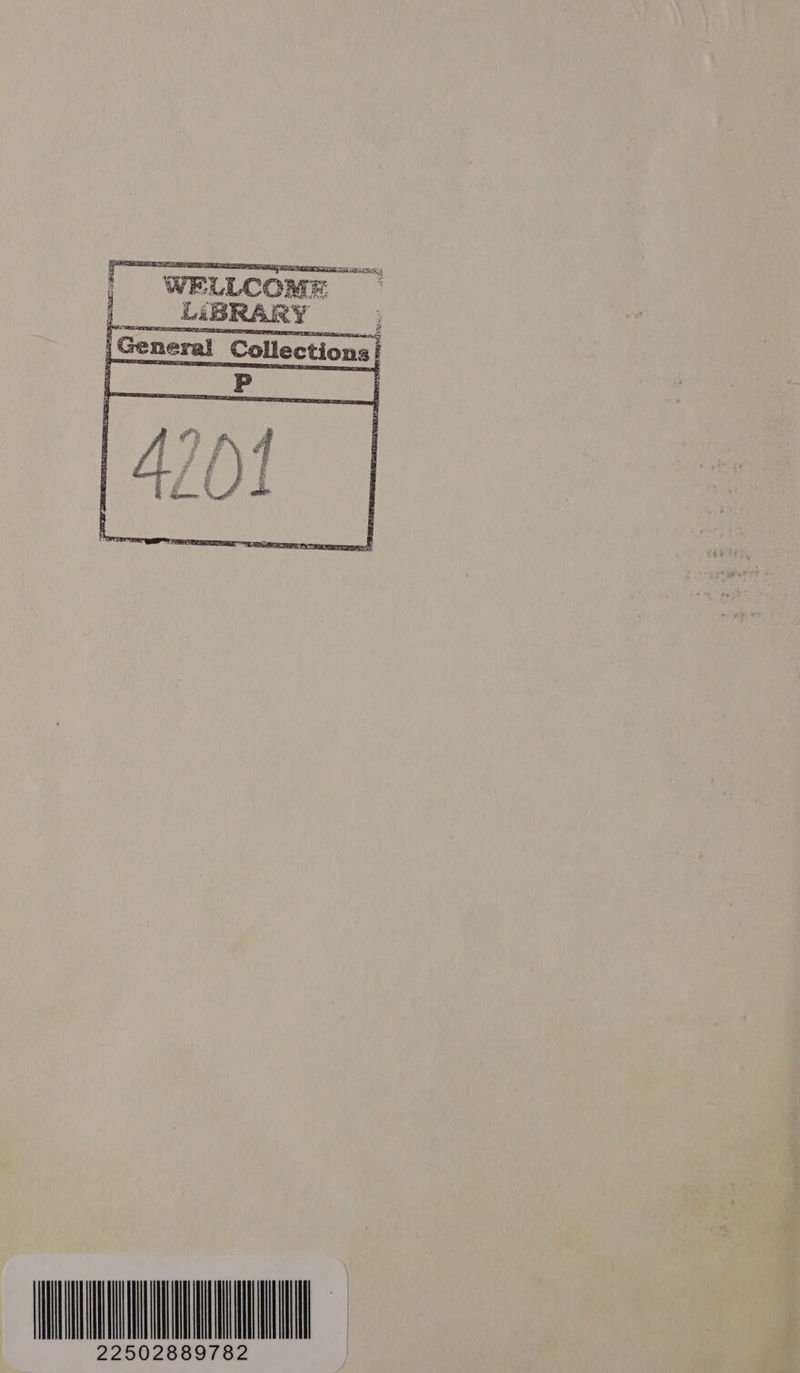 WELLCOME
LIBRARY
General Collections
P
4201
22502889782